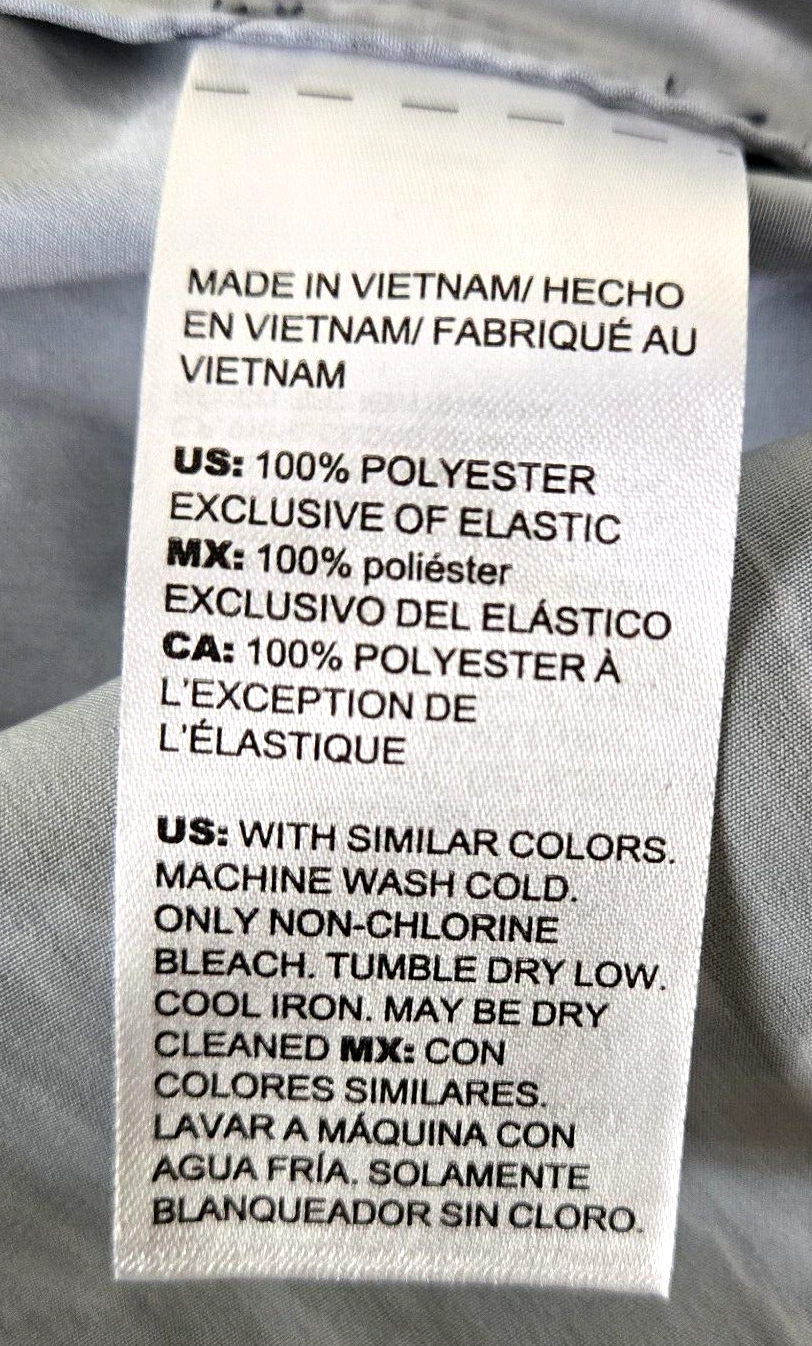 MADE IN VIETNAM/ HECHO
EN VIETNAM/ FABRIQUÉ AU
VIETNAM
US: 100% POLYESTER
EXCLUSIVE OF ELASTIC
MX: 100% poliéster
EXCLUSIVO DEL ELÁSTICO
CA: 100% POLYESTER À
L'EXCEPTION DE
L'ÉLASTIQUE
US: WITH SIMILAR COLORS.
MACHINE WASH COLD.
ONLY NON-CHLORINE
BLEACH. TUMBLE DRY LOW.
COOL IRON. MAY BE DRY
CLEANED MX: CON
COLORES SIMILARES.
LAVAR A MÁQUINA CON
AGUA FRÍA. SOLAMENTE
BLANQUEADOR SIN CLORO.